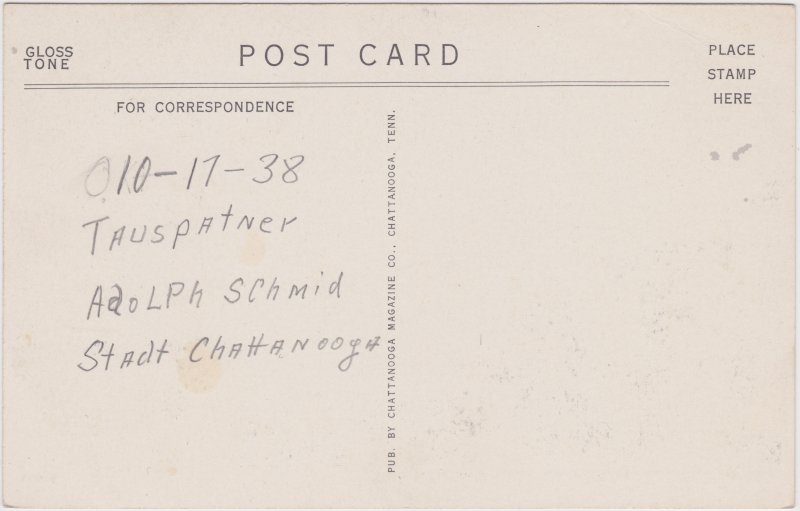 GLOSS
TONE
POST CARD
PLACE
STAMP
HERE
FOR CORRESPONDENCE
10-17-38
Tauspatner
Adolph Schmid
Stadt Chattanooga
PUB. BY CHATTANOOGA MAGAZINE CO., CHATTANOOGA, TENN.